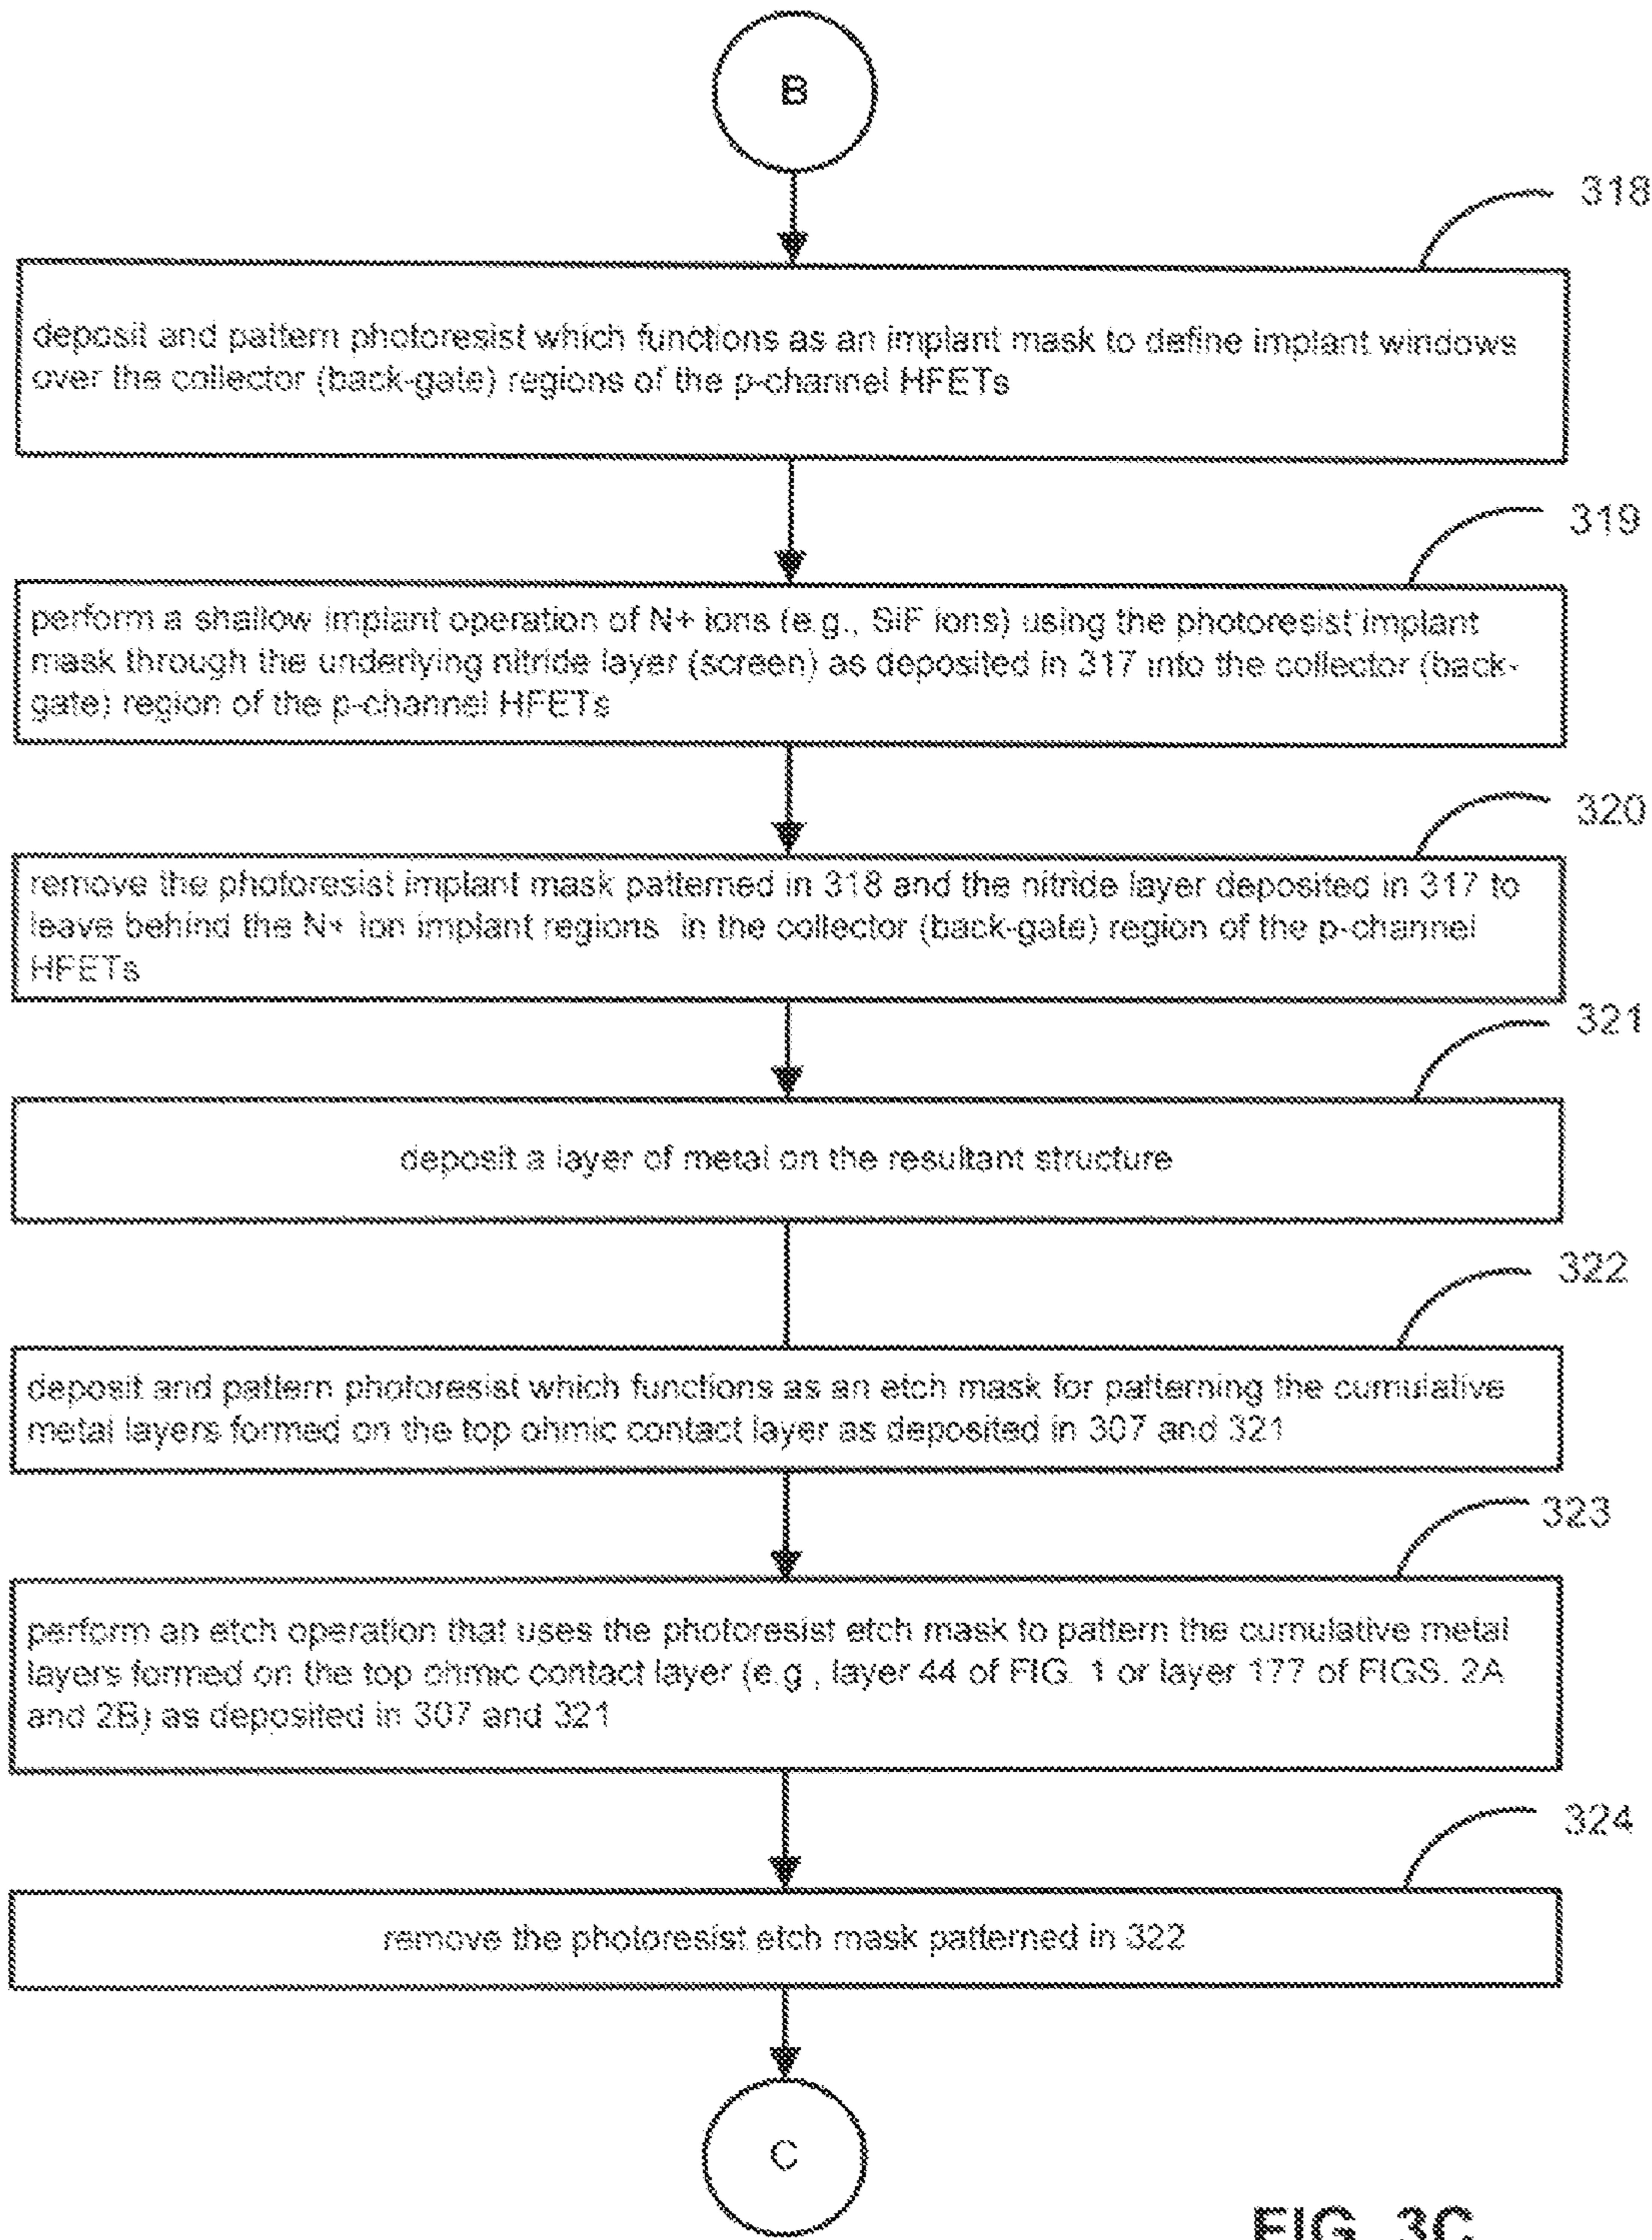 B
318
deposit and pattern photoresist which functions as an implant mask to define implant windows
over the collector (back-gate) regions of the p-channel HFETs
319
perform a shallow implant operation of N+ ions (e.g., SiF ions) using the photoresist implant
mask through the underlying nitride layer (screen) as deposited in 317 into the collector (back-
gate) region of the p-channel HFETs
320
remove the photoresist implant mask patterned in 318 and the nitride layer deposited in 317 to
leave behind the N+ ion implant regions in the collector (back-gate) region of the p-channel
HFETs
321
deposit a layer of metal on the resultant structure
322
deposit and pattern photoresist which functions as an etch mask for patterning the cumulative
metal layers formed on the top ohmic contact layer as deposited in 307 and 321
323
perform an etch operation that uses the photoresist etch mask to pattern the cumulative metal
layers formed on the top ohmic contact layer (e.g., layer 44 of FIG. 1 or layer 177 of FIGS. 2A
and 2B) as deposited in 307 and 321
324
remove the photoresist etch mask patterned in 322
C
FIG. 3C